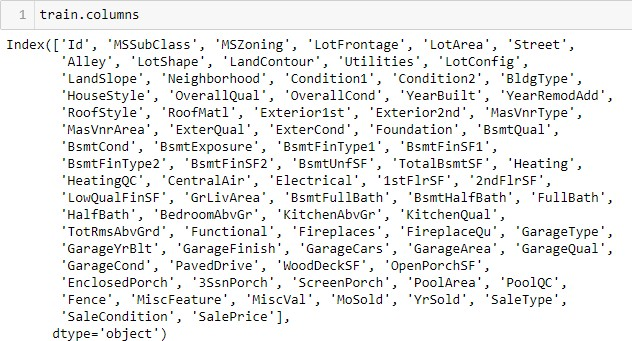 1 train.columns
Index(['Id', 'MSSubClass', 'MSZoning', 'LotFrontage', 'LotArea', 'Street',
'Alley', 'LotShape', 'LandContour', 'Utilities', 'LotConfig',
'LandSlope', 'Neighborhood', 'Condition1', 'Condition2', 'BldgType',
'HouseStyle', 'OverallQual', 'OverallCond', 'YearBuilt', 'YearRemodAdd',
'RoofStyle', 'RoofMatl', 'Exterior1st', 'Exterior2nd', 'MasVnrType',
'MasVnrArea', 'ExterQual', 'ExterCond', 'Foundation', 'BsmtQual',
'BsmtCond', 'BsmtExposure', 'BsmtFinType1', 'BsmtFinSF1',
'BsmtFinType2', 'BsmtFinSF2', 'BsmtUnfSF', 'TotalBsmtSF', 'Heating',
'HeatingQC', 'CentralAir', 'Electrical', '1stFlrSF', '2ndFlrSF',
'LowQualFinSF', 'GrLivArea', 'BsmtFullBath', 'BsmtHalfBath', 'FullBath',
'HalfBath', 'BedroomAbvGr', 'KitchenAbvGr', 'KitchenQual',
'TotRmsAbvGrd', 'Functional', 'Fireplaces', 'FireplaceQu', 'GarageType',
'GarageYrBlt', 'GarageFinish', 'GarageCars', 'GarageArea', 'GarageQual',
'GarageCond', 'PavedDrive', 'WoodDeckSF', 'OpenPorchSF',
'EnclosedPorch', '3SsnPorch', 'ScreenPorch', 'PoolArea', 'PoolQC',
'Fence', 'MiscFeature', 'MiscVal', 'MoSold', 'YrSold', 'SaleType',
'SaleCondition', 'SalePrice'],
dtype='object')